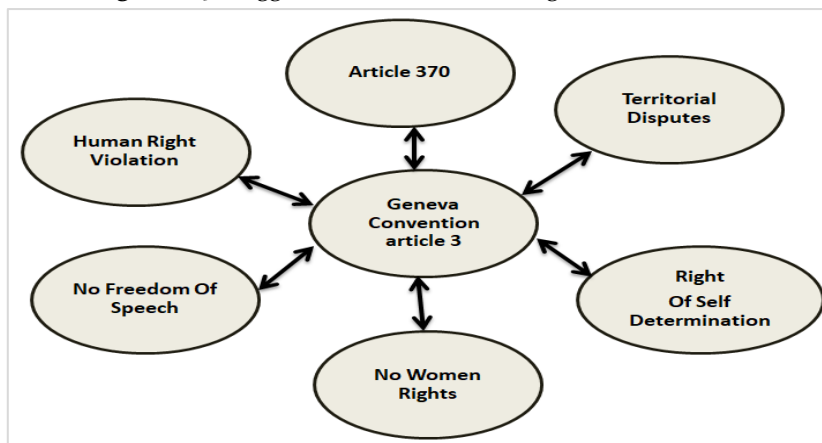 Article 370
Territorial
Disputes
Human Right
Violation
Geneva
Convention
article 3
No Freedom Of
Speech
Right
Of Self
Determination
No Women
Rights